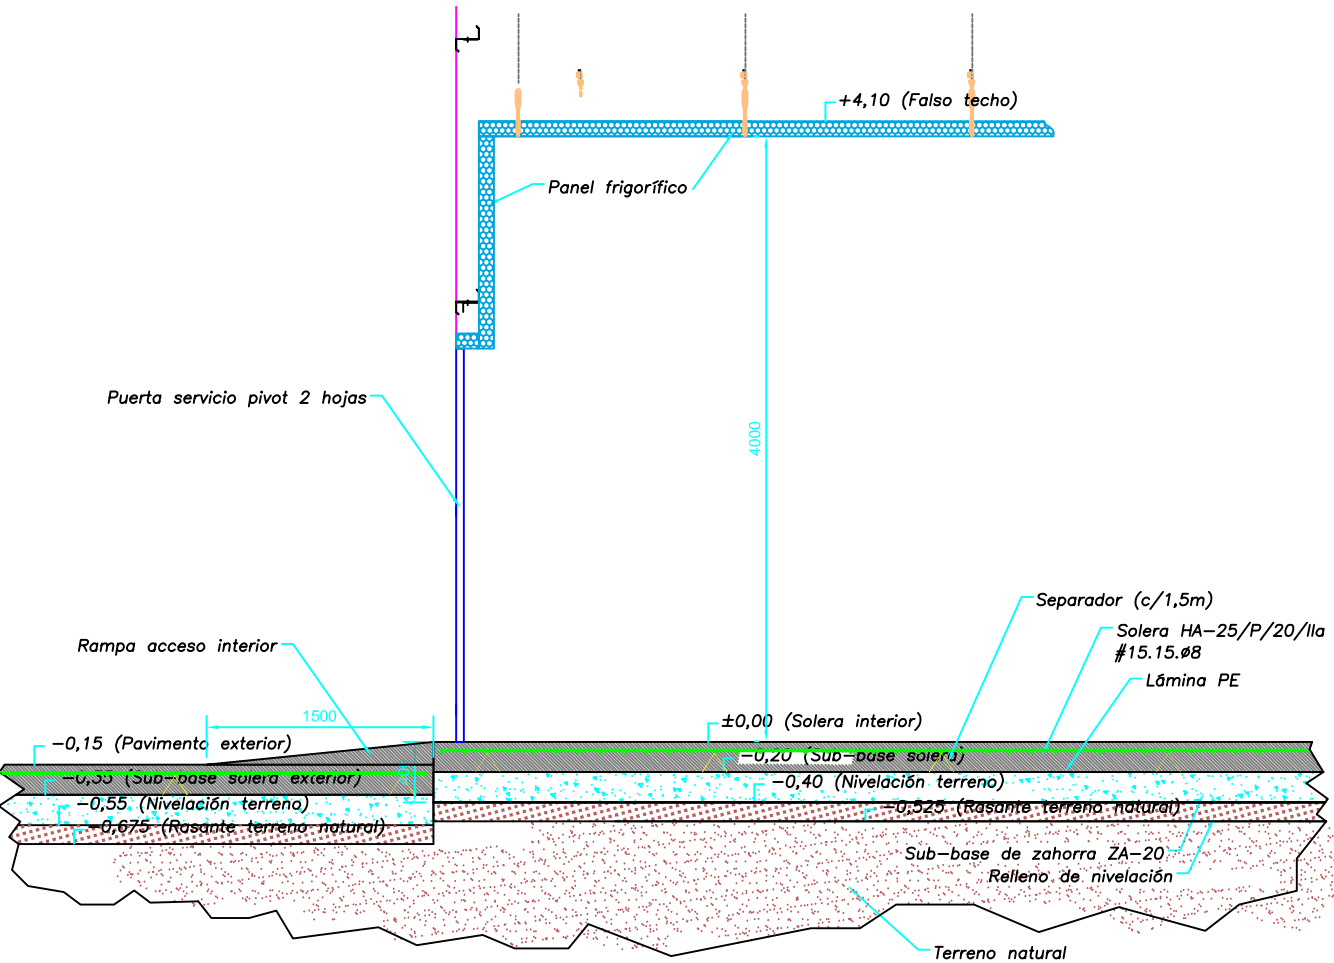 +4,10 (Falso techo)
Panel frigorífico
Puerta servicio pivot 2 hojas
4000
Separador (c/1,5m)
Solera HA-25/P/20/IIa
#15.15.ø8
Rampa acceso interior
Lámina PE
1500
±0,00 (Solera interior)
-0,15 (Pavimento exterior)
-0,20 (Sub-base solera)
-0,35 (Sub-base solera exterior)
-0,40 (Nivelación terreno)
-0,55 (Nivelación terreno)
-0,525 (Rasante terreno natural)
-0,675 (Rasante terreno natural)
Sub-base de zahorra ZA-20
Relleno de nivelación
Terreno natural